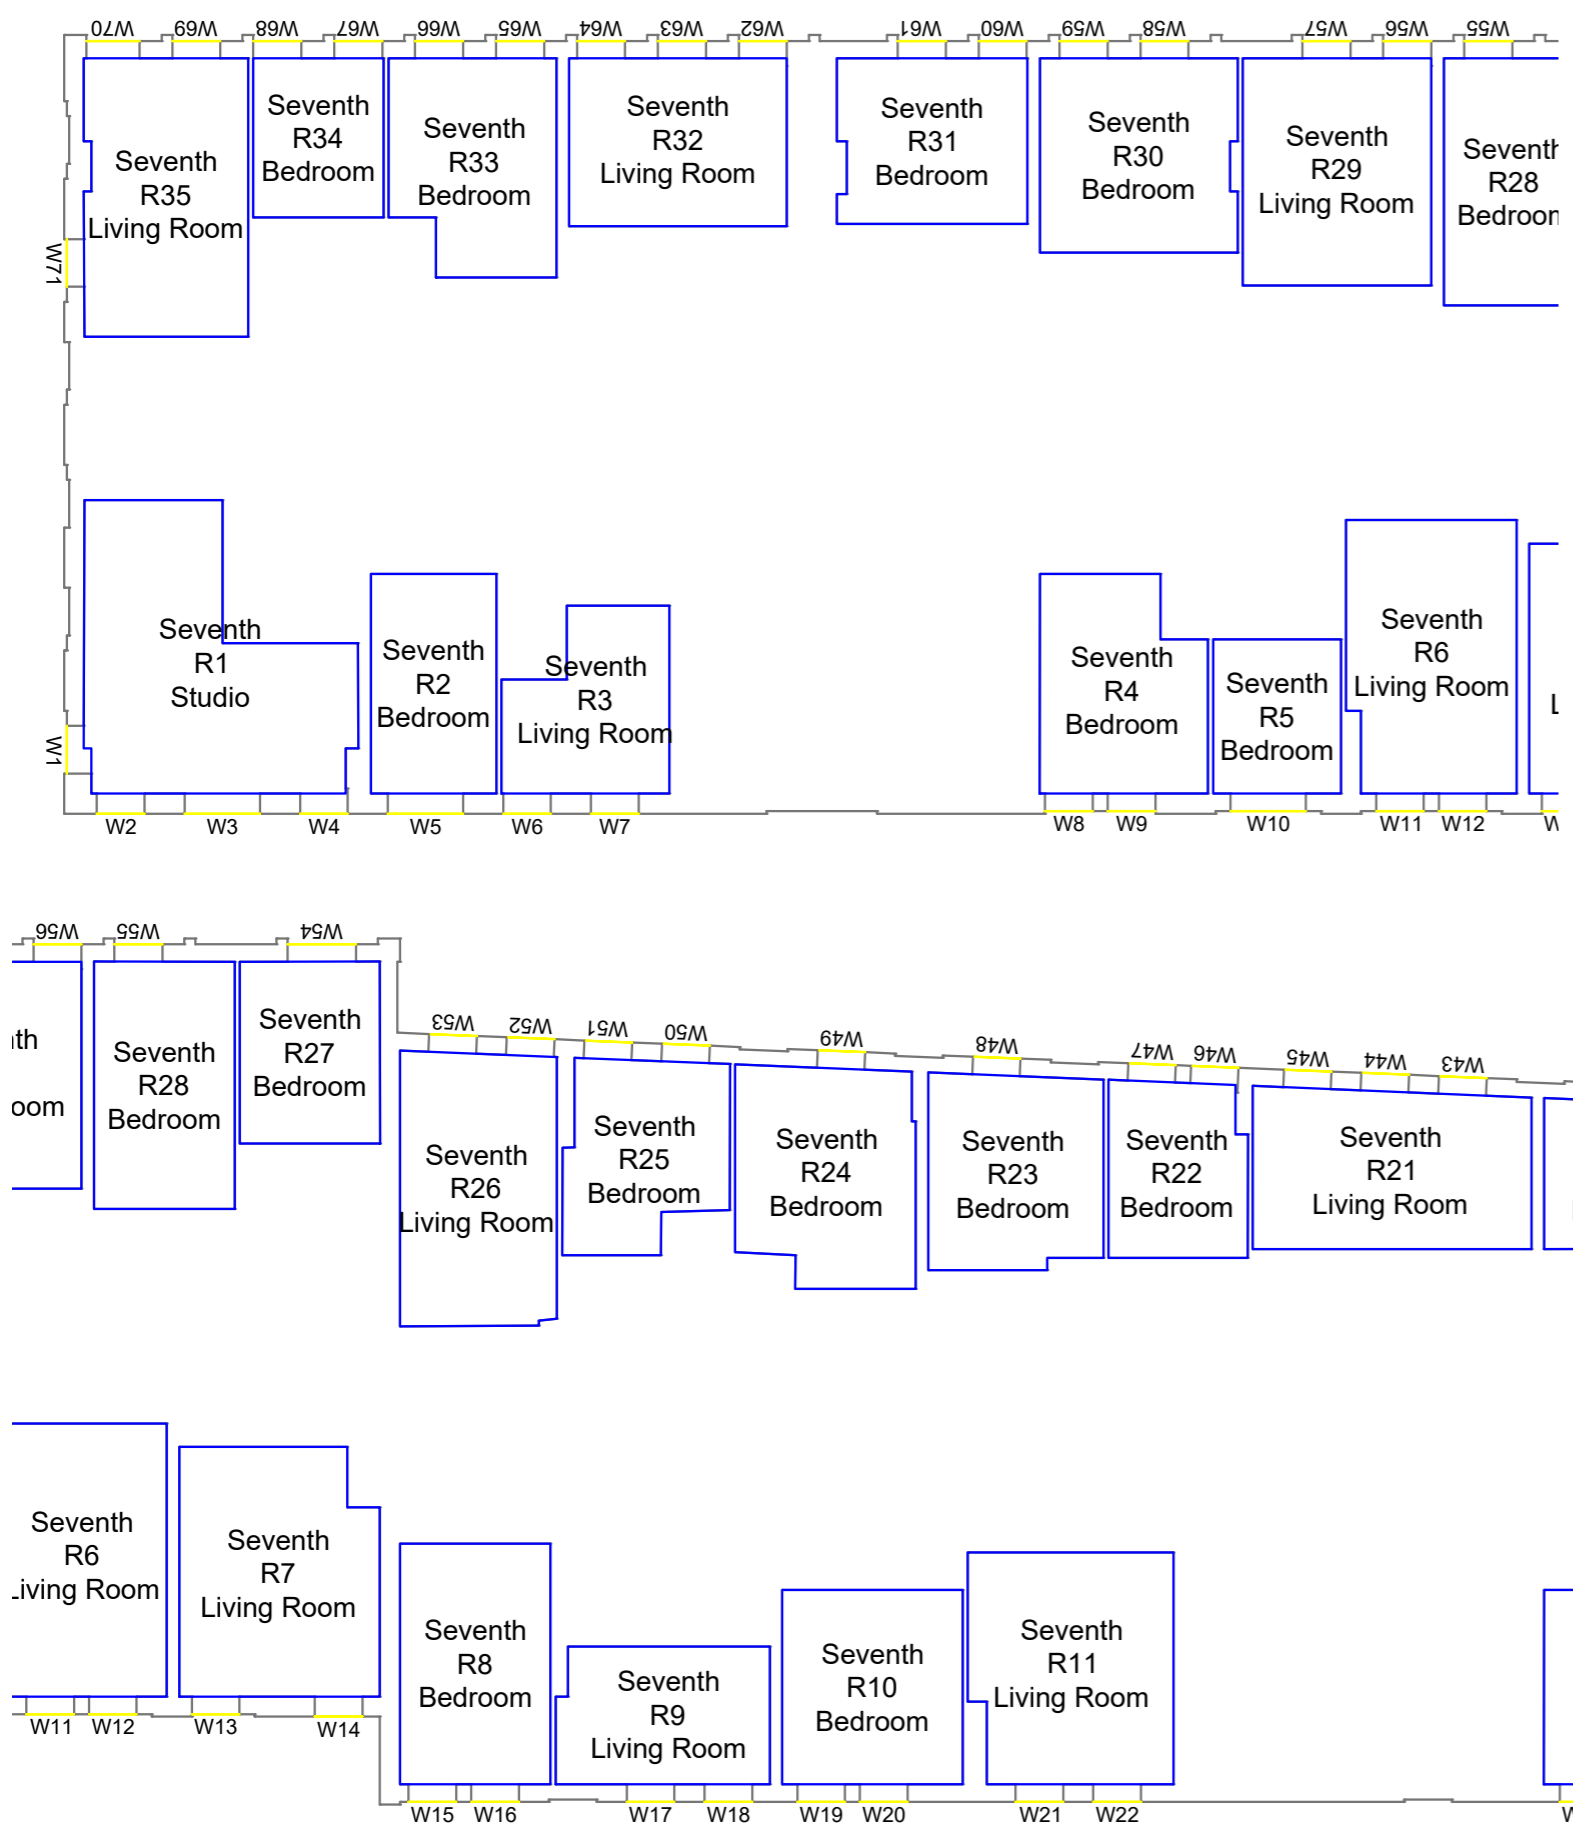 W70 W69 W68 W67 W66 W65 W64 W63 W62 W61 W60 W59 W58 W57 W56 W55
Seventh
R35
Living Room
Seventh
R34
Bedroom
Seventh
R33
Bedroom
Seventh
R32
Living Room
Seventh
R31
Bedroom
Seventh
R30
Bedroom
Seventh
R29
Living Room
Seventh
R28
Bedroom
W71
Seventh
R1
Studio
Seventh
R2
Bedroom
Seventh
R3
Living Room
Seventh
R4
Bedroom
Seventh
R5
Bedroom
Seventh
R6
Living Room
L
W1
W2 W3 W4 W5 W6 W7 W8 W9 W10 W11 W12
W56 W55 W54
W53 W52 W51 W50 W49 W48 W47 W46 W45 W44 W43
th
oom
Seventh
R28
Bedroom
Seventh
R27
Bedroom
Seventh
R26
Living Room
Seventh
R25
Bedroom
Seventh
R24
Bedroom
Seventh
R23
Bedroom
Seventh
R22
Bedroom
Seventh
R21
Living Room
Seventh
R6
Living Room
Seventh
R7
Living Room
Seventh
R8
Bedroom
Seventh
R9
Living Room
Seventh
R10
Bedroom
Seventh
R11
Living Room
W11 W12 W13 W14
W15 W16 W17 W18 W19 W20 W21 W22